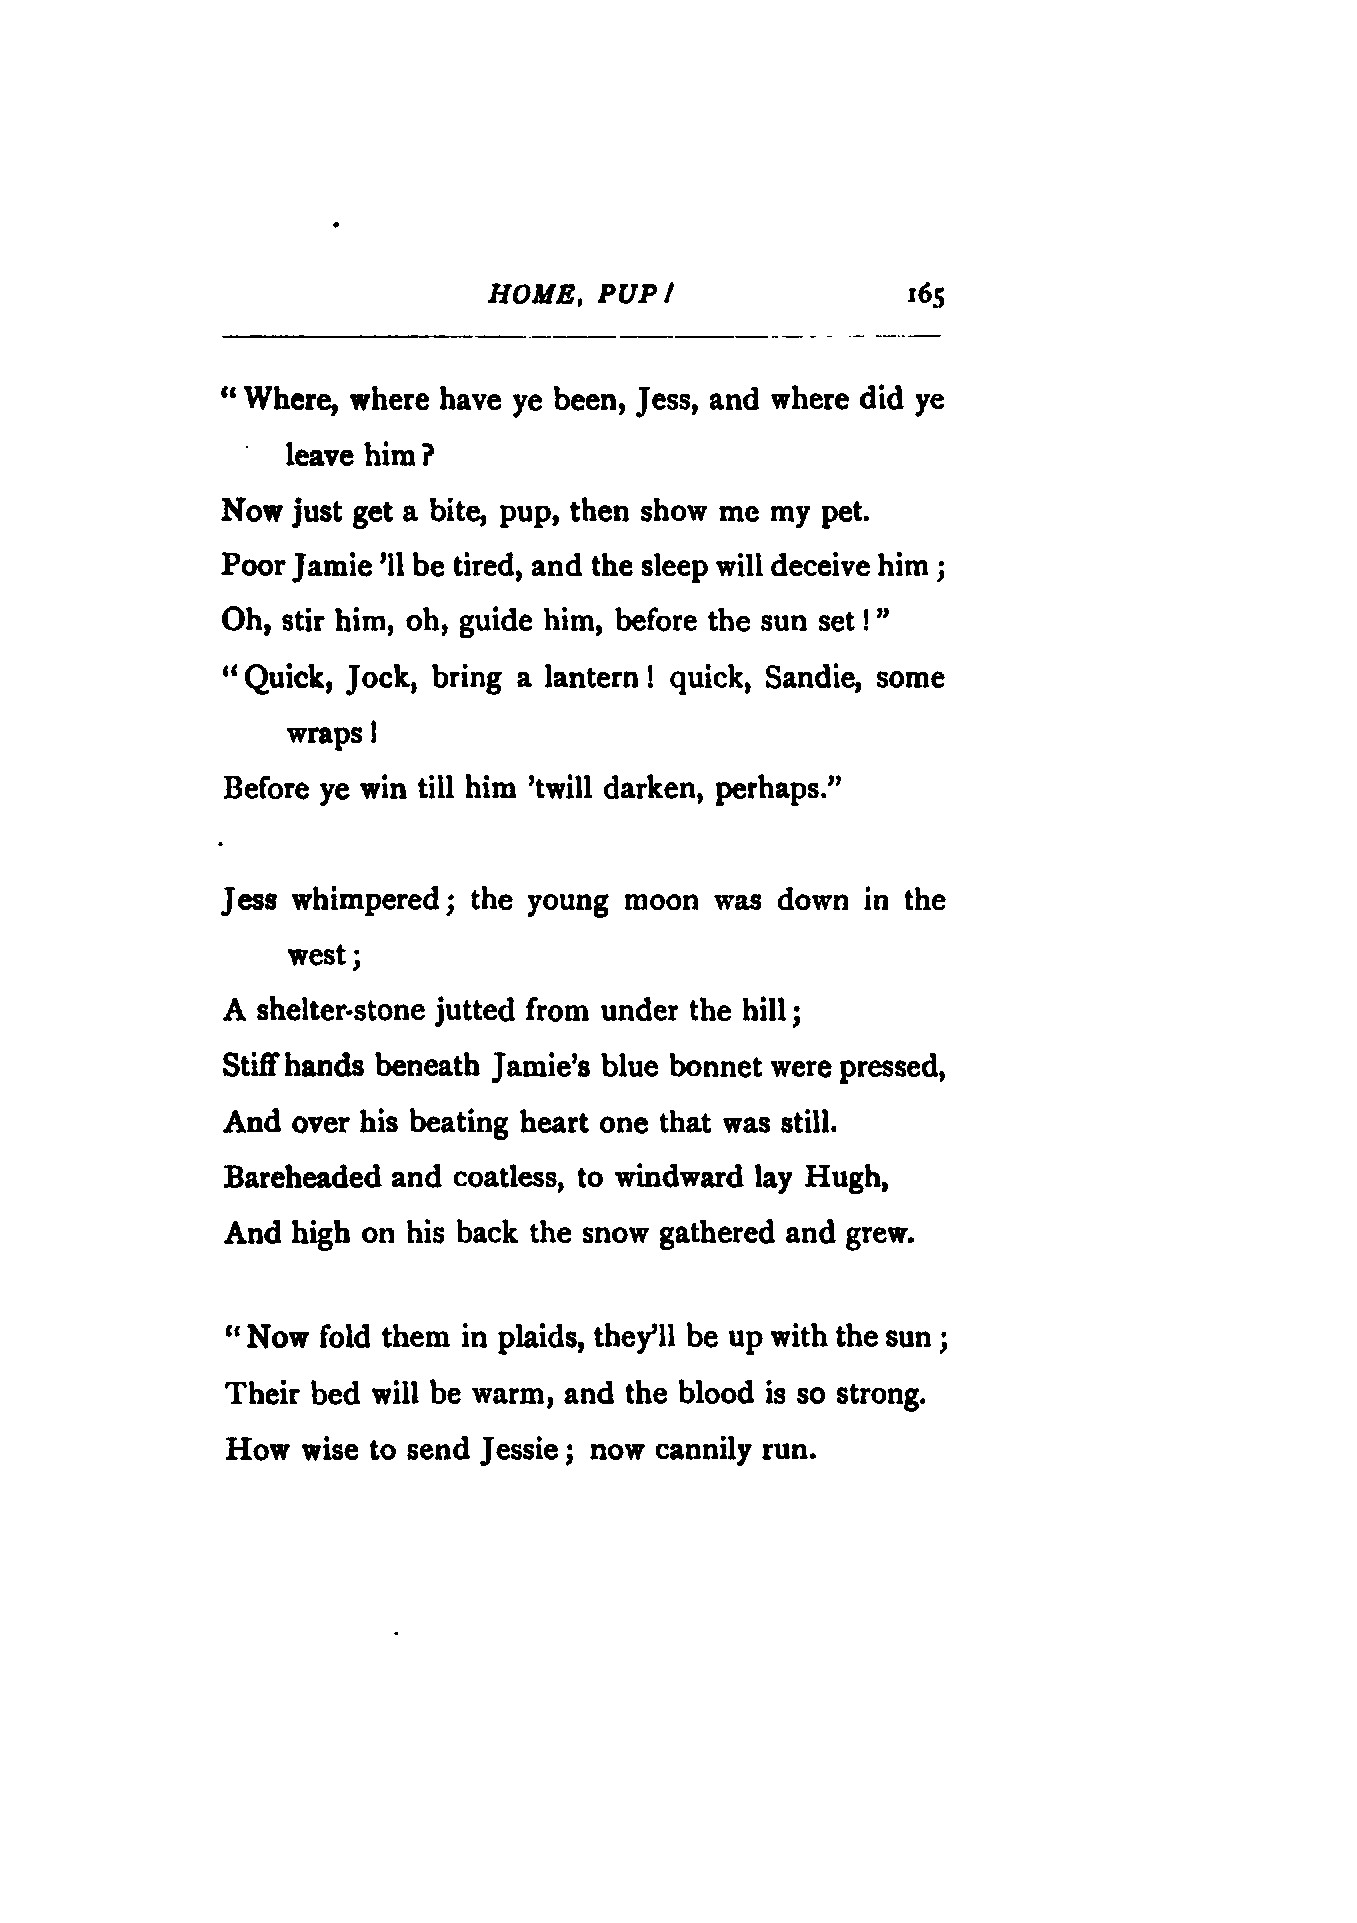 HOME, PUP! 165
"Where, where have ye been, Jess, and where did ye
leave him?
Now just get a bite, pup, then show me my pet.
Poor Jamie 'll be tired, and the sleep will deceive him;
Oh, stir him, oh, guide him, before the sun set!"
"Quick, Jock, bring a lantern! quick, Sandie, some
wraps!
Before ye win till him 'twill darken, perhaps."
Jess whimpered; the young moon was down in the
west;
A shelter-stone jutted from under the hill;
Stiff hands beneath Jamie's blue bonnet were pressed,
And over his beating heart one that was still.
Bareheaded and coatless, to windward lay Hugh,
And high on his back the snow gathered and grew.
"Now fold them in plaids, they'll be up with the sun;
Their bed will be warm, and the blood is so strong.
How wise to send Jessie; now cannily run.